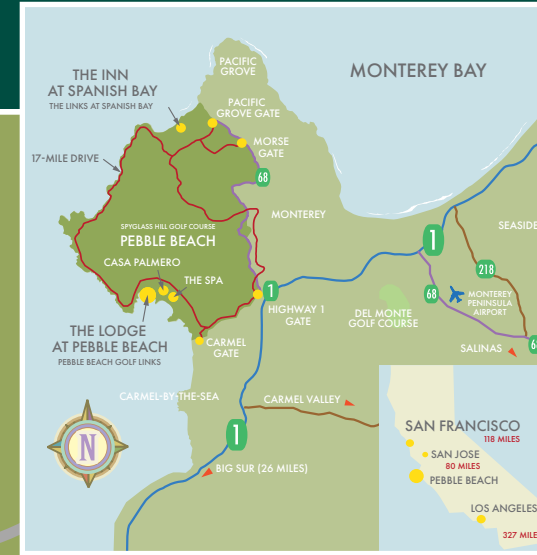 PACIFIC
GROVE
MONTEREY BAY
THE INN
AT SPANISH BAY
THE LINKS AT SPANISH BAY
PACIFIC
GROVE GATE
MORSE
GATE
17-MILE DRIVE
68
MONTEREY
SPYGLASS HILL GOLF COURSE
PEBBLE BEACH
SEASIDE
1
CASA PALMERO
THE SPA
218
1
68
MONTEREY
PENINSULA
AIRPORT
HIGHWAY 1
GATE
DEL MONTE
GOLF COURSE
THE LODGE
AT PEBBLE BEACH
PEBBLE BEACH GOLF LINKS
CARMEL
GATE
SALINAS
CARMEL-BY-THE-SEA
CARMEL VALLEY
1
N
BIG SUR (26 MILES)
SAN FRANCISCO
118 MILES
SAN JOSE
80 MILES
PEBBLE BEACH
LOS ANGELES
327 MILE